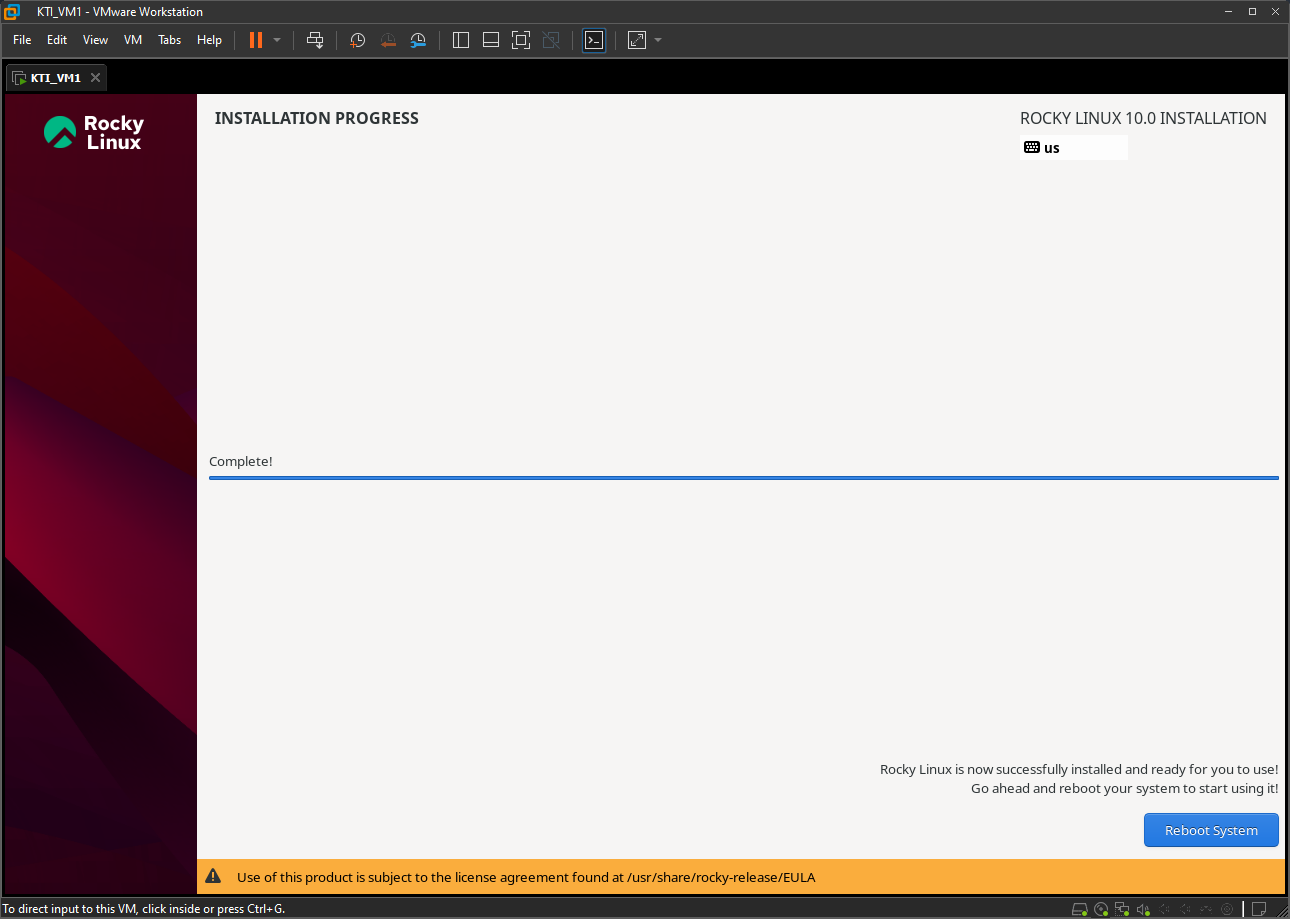 KTI_VM1 - VMware Workstation
File Edit View VM Tabs Help
KTI_VM1
Rocky
Linux
INSTALLATION PROGRESS
ROCKY LINUX 10.0 INSTALLATION
us
Complete!
Rocky Linux is now successfully installed and ready for you to use!
Go ahead and reboot your system to start using it!
Reboot System
Use of this product is subject to the license agreement found at /usr/share/rocky-release/EULA
To direct input to this VM, click inside or press Ctrl+G.